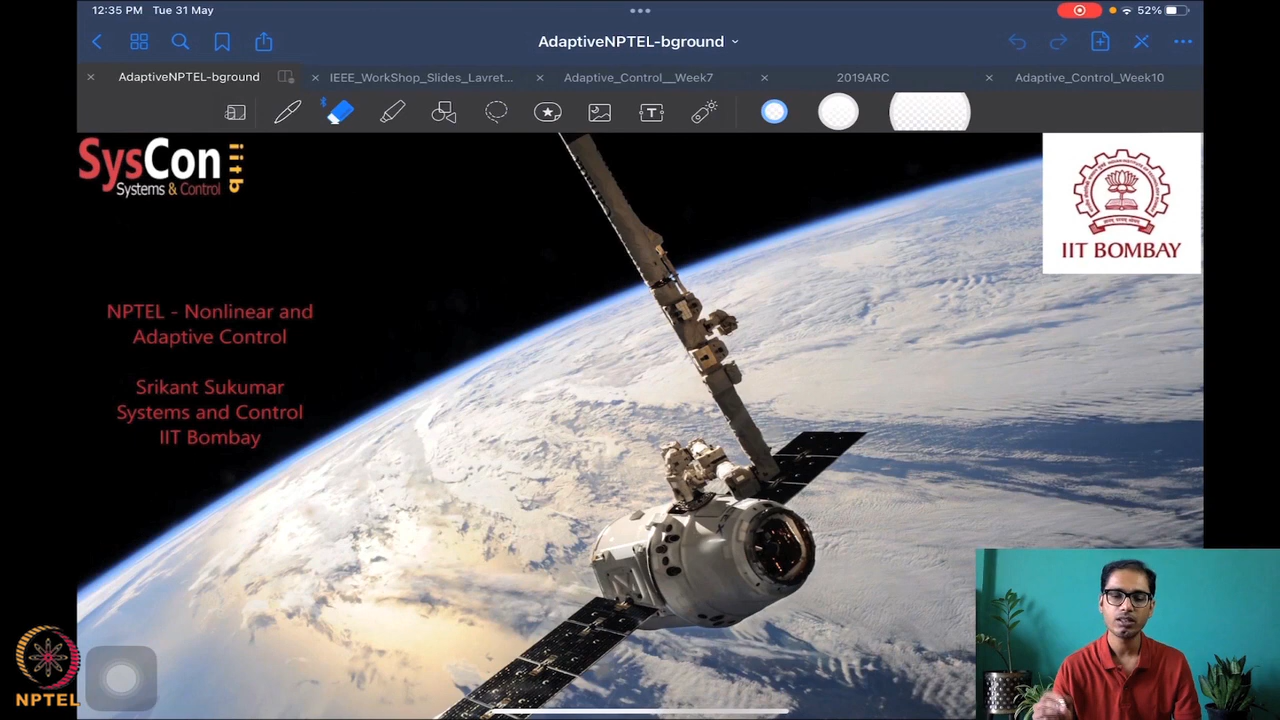 12:35 PM Tue 31 May
52%
AdaptiveNPTEL-bground
AdaptiveNPTEL-bground
IEEE_WorkShop_Slides_Lavret...
Adaptive_Control__Week7
2019ARC
Adaptive_Control_Week10
T
SysCon iitb
Systems & Control
IIT BOMBAY
NPTEL - Nonlinear and
Adaptive Control
Srikant Sukumar
Systems and Control
IIT Bombay
NPTEL